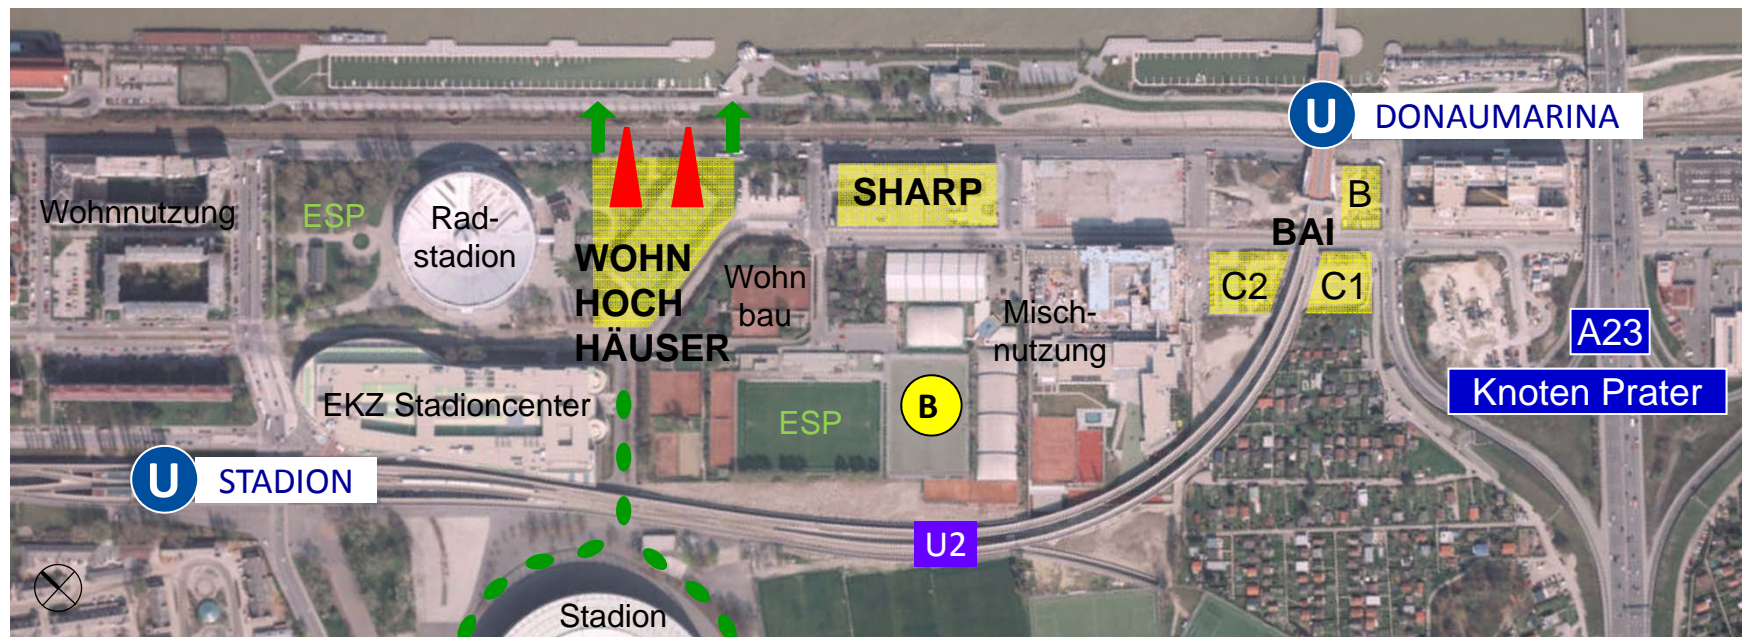 U DONAUMARINA
Wohnnutzung
ESP
Rad-
stadion
SHARP
B
BAI
WOHN
HOCH
HÄUSER
Wohn
bau
C2
C1
Misch-
nutzung
A23
Knoten Prater
EKZ Stadioncenter
ESP
B
U STADION
U2
Stadion